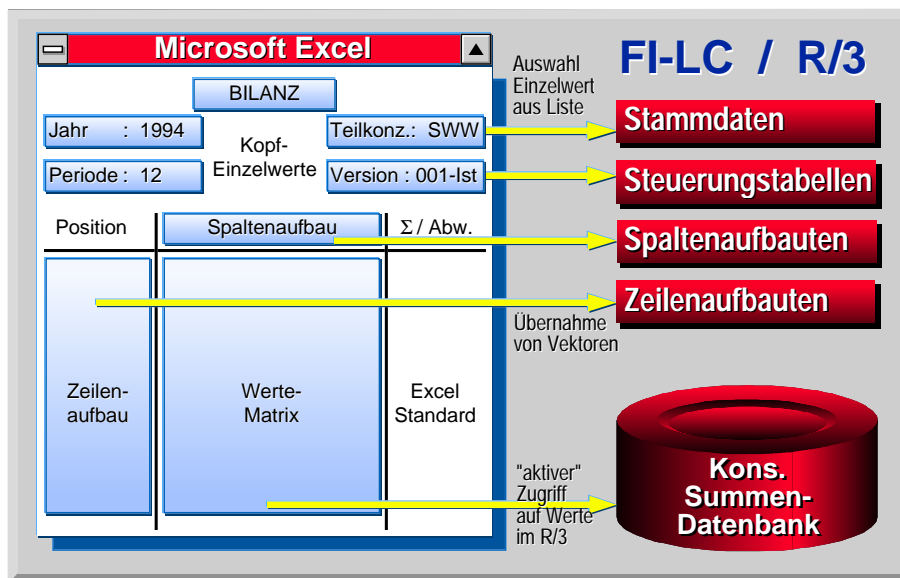 Microsoft Excel
BILANZ
Jahr : 1994
Teilkonz.: SWW
Kopf-
Einzelwerte
Periode : 12
Version : 001-Ist
Position
Spaltenaufbau
Σ / Abw.
Zeilen-
aufbau
Werte-
Matrix
Excel
Standard
Auswahl
Einzelwert
aus Liste
Übernahme
von Vektoren
"aktiver"
Zugriff
auf Werte
im R/3
FI-LC / R/3
Stammdaten
Steuerungstabellen
Spaltenaufbauten
Zeilenaufbauten
Kons.
Summen-
Datenbank